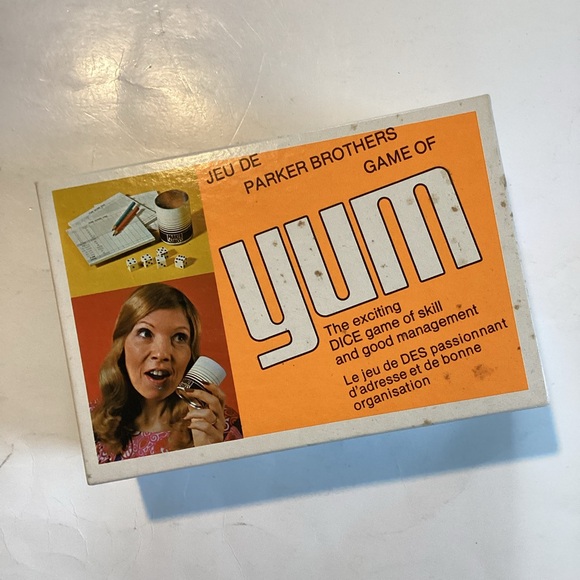 JEU DE
PARKER BROTHERS
GAME OF
yum
The exciting
DICE game of skill
and good management
Le jeu de DES passionnant
d'adresse et de bonne
organisation